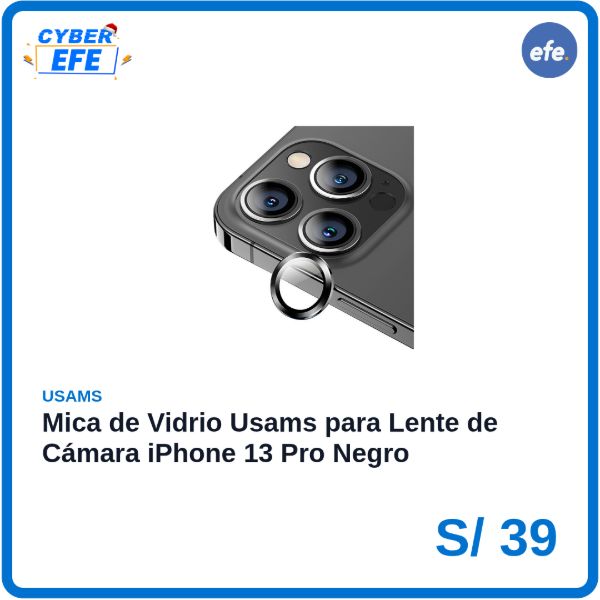 CYBER
EFE
efe.
USAMS
Mica de Vidrio Usams para Lente de
Cámara iPhone 13 Pro Negro
S/ 39